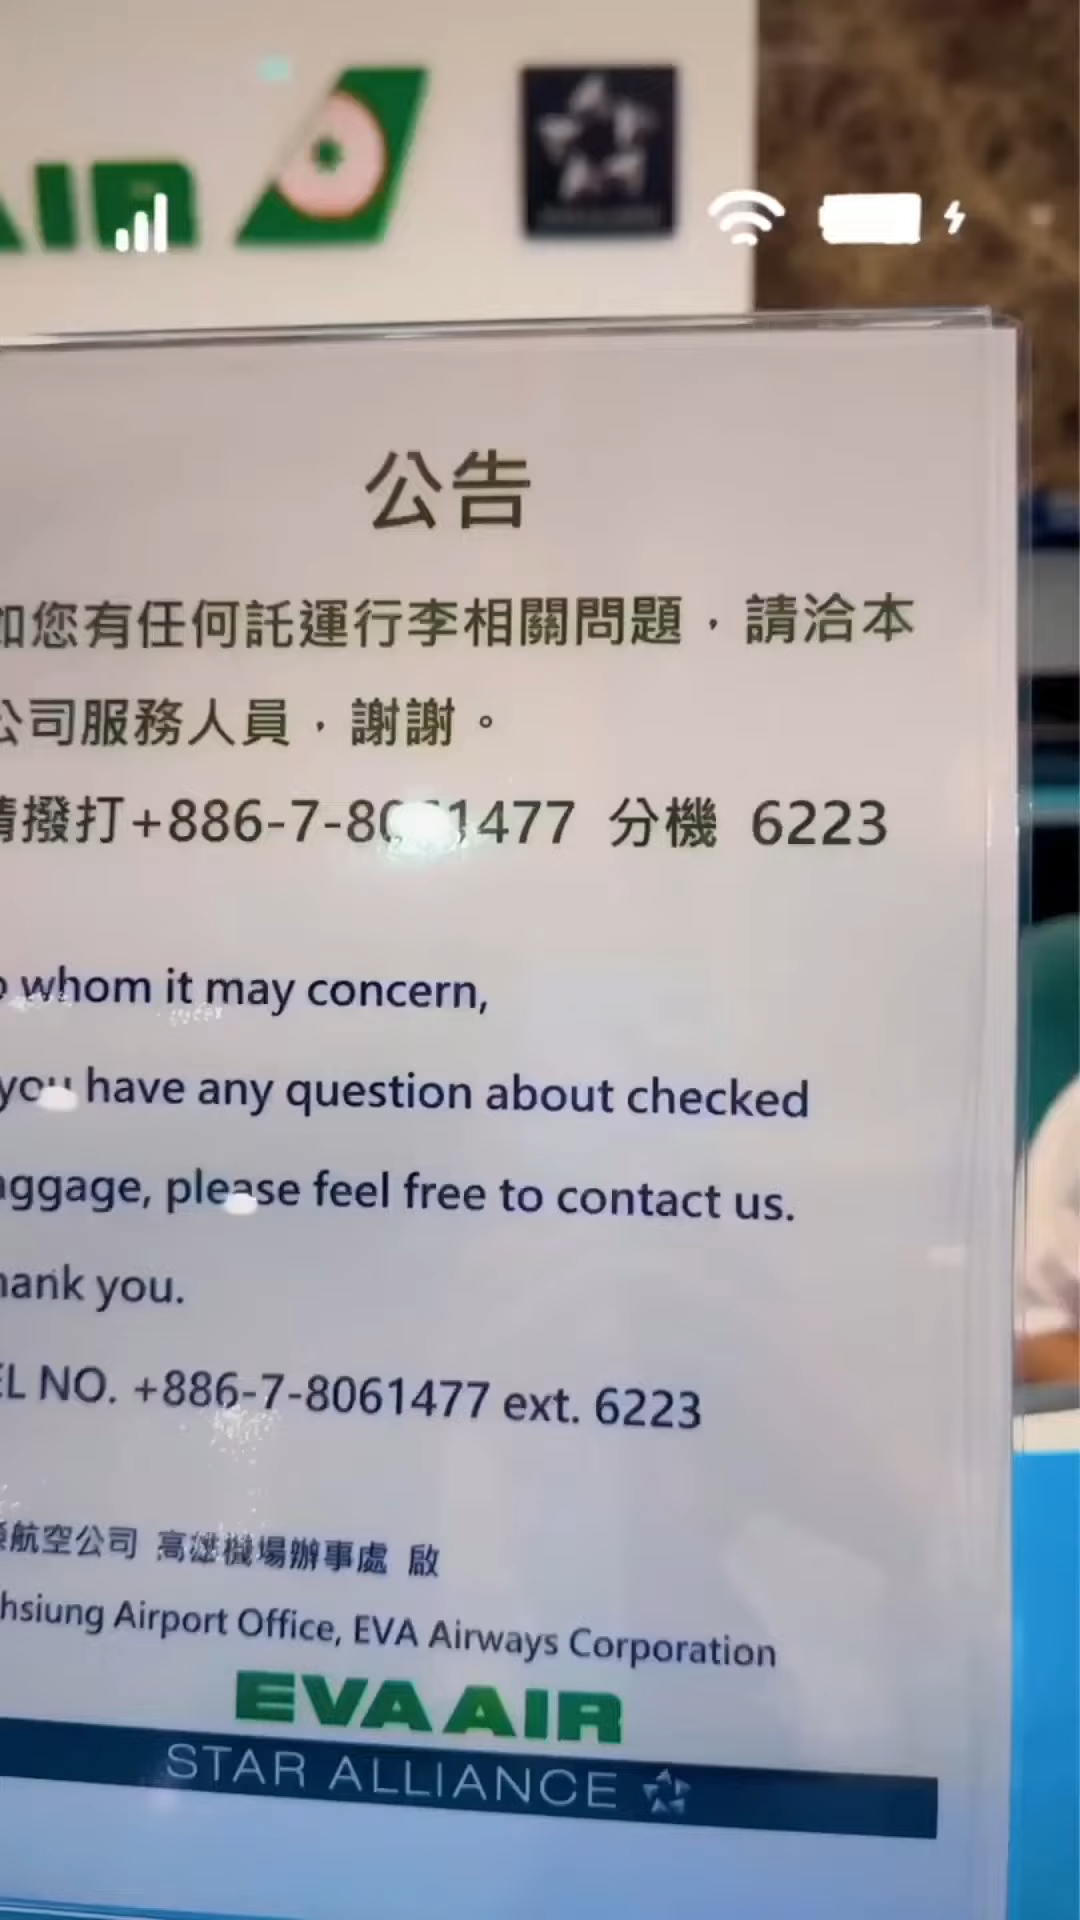 AIR
公告
如您有任何託運行李相關問題，請洽本
公司服務人員，謝謝。
請撥打+886-7-8061477 分機 6223
whom it may concern,
you have any question about checked
aggage, please feel free to contact us.
hank you.
EL NO. +886-7-8061477 ext. 6223
航空公司 高雄機場辦事處 啟
hsiung Airport Office, EVA Airways Corporation
EVA AIR
STAR ALLIANCE